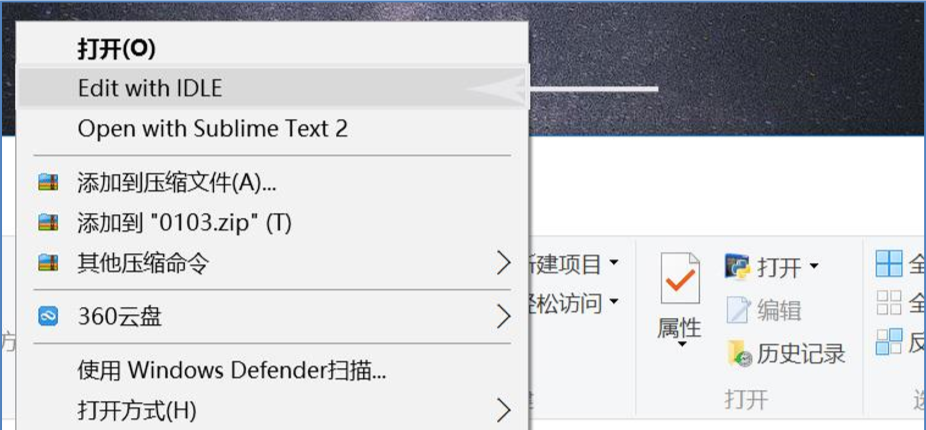 打开(O)
Edit with IDLE
Open with Sublime Text 2
添加到压缩文件(A)...
添加到 "0103.zip" (T)
其他压缩命令
360云盘
使用 Windows Defender扫描...
打开方式(H)
建项目
松访问
属性
打开
编辑
历史记录
打开
全
全
方